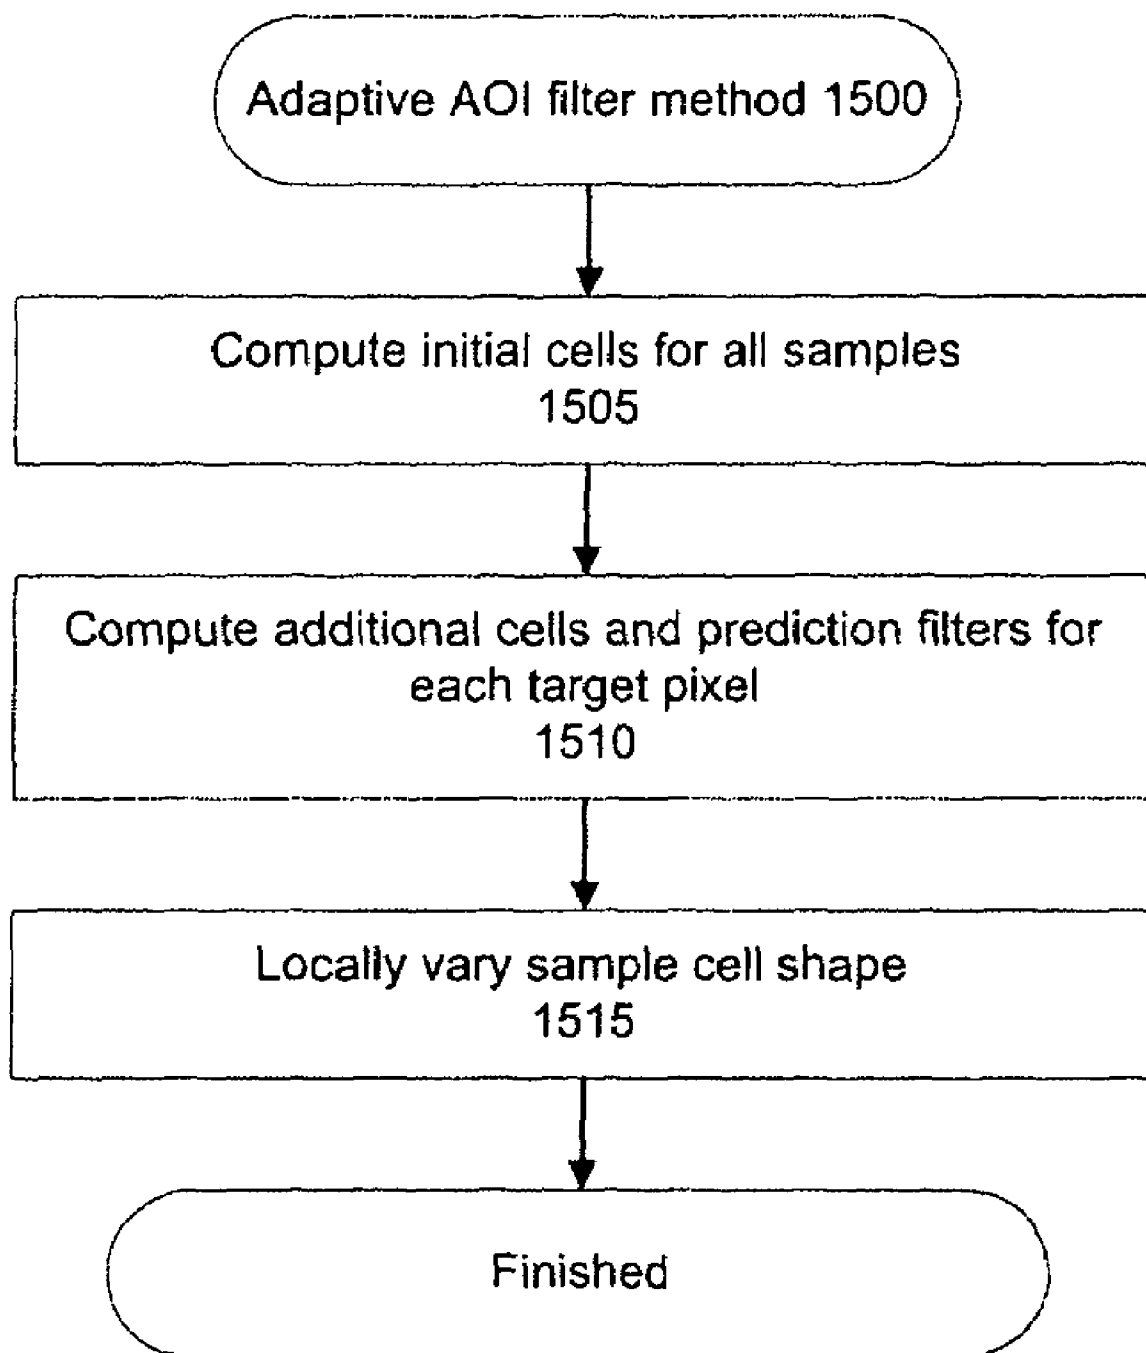 Adaptive AOI filter method 1500
Compute initial cells for all samples
1505
Compute additional cells and prediction filters for
each target pixel
1510
Locally vary sample cell shape
1515
Finished